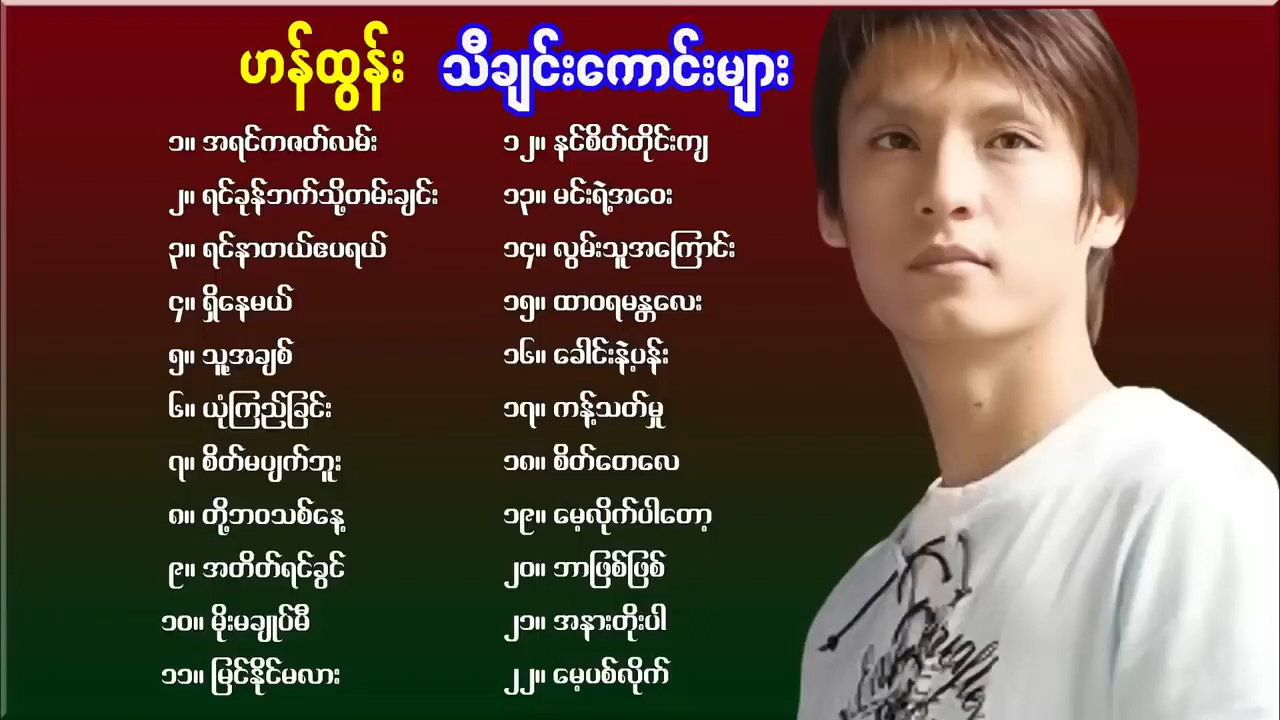 ဟန်ထွန်း သီချင်းကောင်းများ
၁။ အရင်ကဇတ်လမ်း
၂။ ရင်ခုန်ဘက်သို့တမ်းချင်း
၃။ ရင်နာတယ်ဧပရယ်
၄။ ရှိနေမယ်
၅။ သူ့အချစ်
၆။ ယုံကြည်ခြင်း
၇။ စိတ်မပျက်ဘူး
၈။ တို့ဘဝသစ်နေ့
၉။ အတိတ်ရင်ခွင်
၁၀။ မိုးမချုပ်မီ
၁၁။ မြင်နိုင်မလား
၁၂။ နင်စိတ်တိုင်းကျ
၁၃။ မင်းရဲ့အဝေး
၁၄။ လွမ်းသူအကြောင်း
၁၅။ ထာဝရမန္တလေး
၁၆။ ခေါင်းနဲ့ပန်း
၁၇။ ကန့်သတ်မှု
၁၈။ စိတ်တေလေ
၁၉။ မေ့လိုက်ပါတော့
၂၀။ ဘာဖြစ်ဖြစ်
၂၁။ အနားတိုးပါ
၂၂။ မေ့ပစ်လိုက်